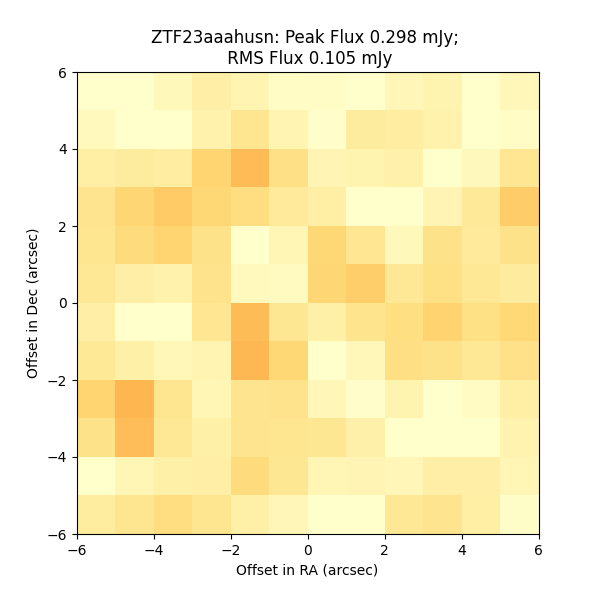 ZTF23aaahusn: Peak Flux 0.298 mJy;
RMS Flux 0.105 mJy
6
4
2
0
−2
−4
−6
Offset in Dec (arcsec)
−6 −4 −2 0 2 4 6
Offset in RA (arcsec)